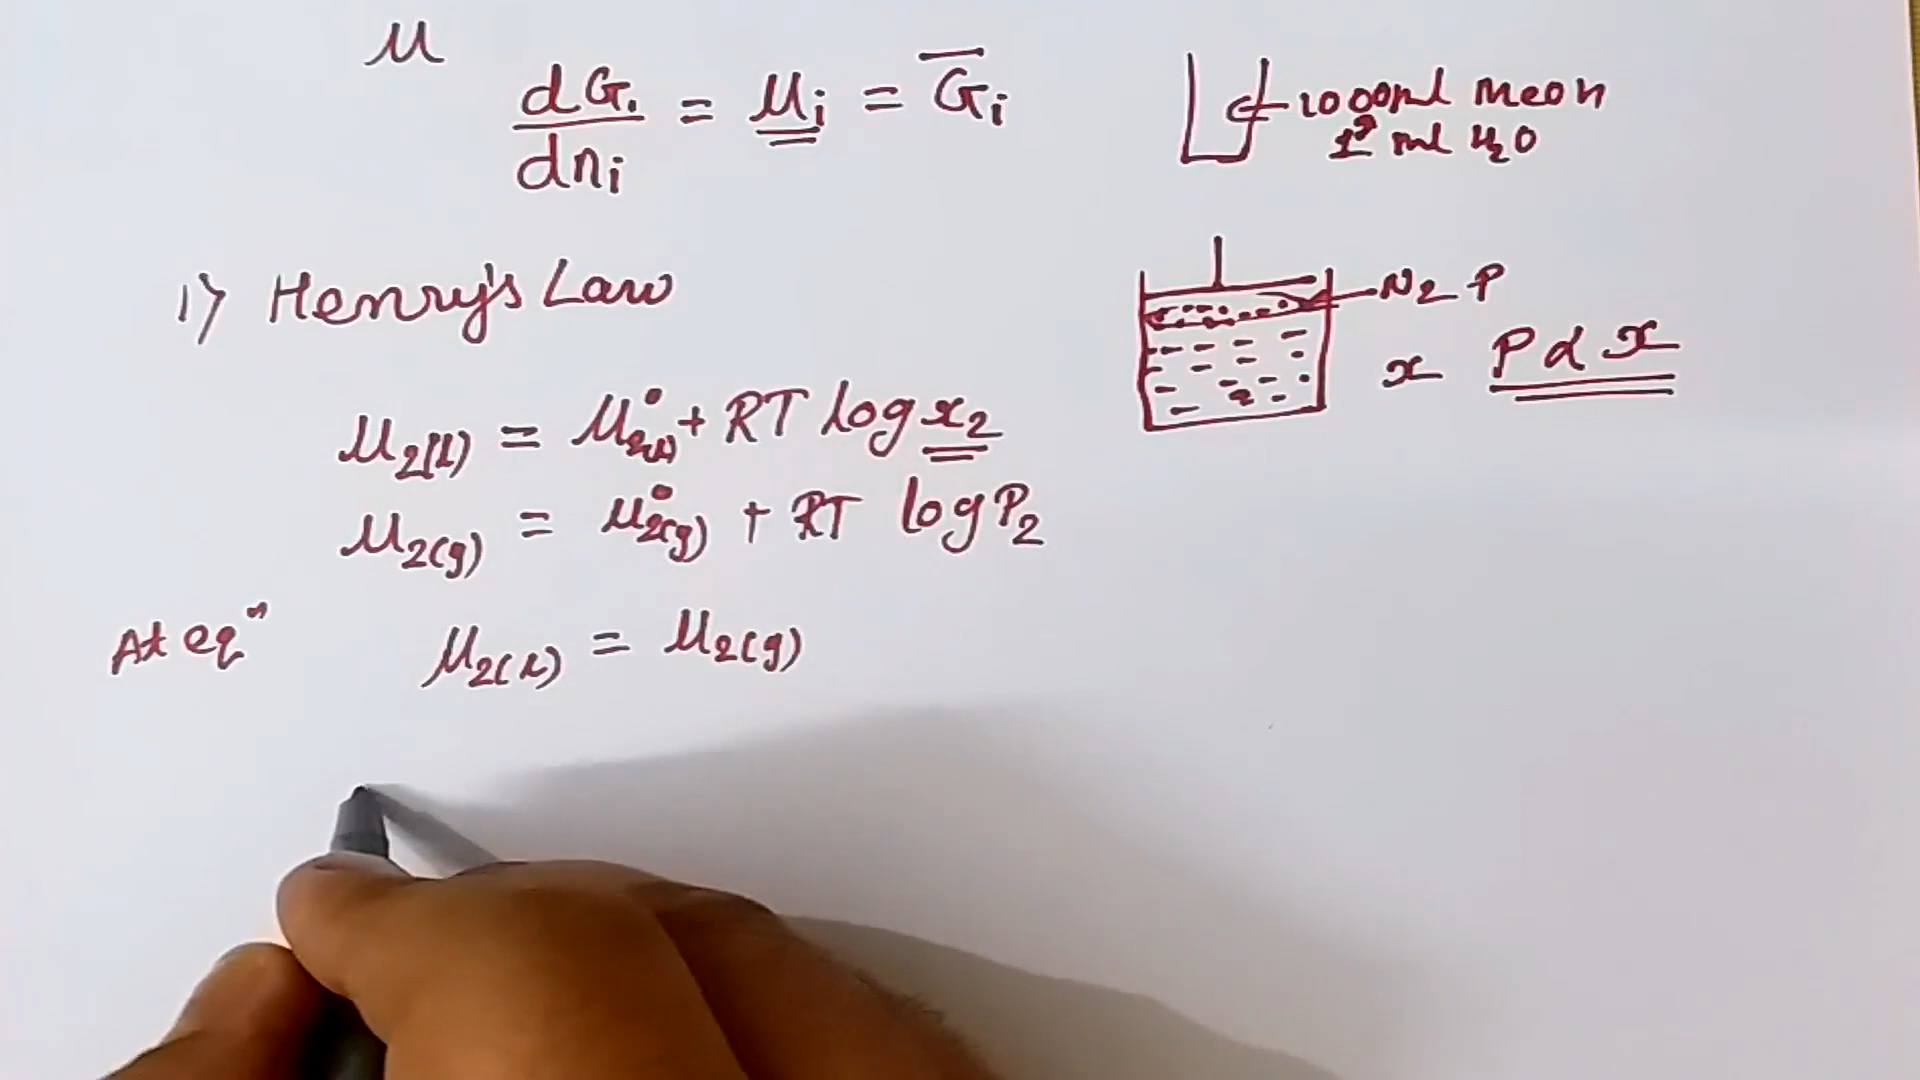 μ
dG. / dni = μi = G̅i
1000ml MeOH
1 ml H2O
1) Henry's Law
N2 P
x P α x
μ2(l) = μ°2(l) + RT log x2
μ2(g) = μ°2(g) + RT log P2
At eqn μ2(l) = μ2(g)